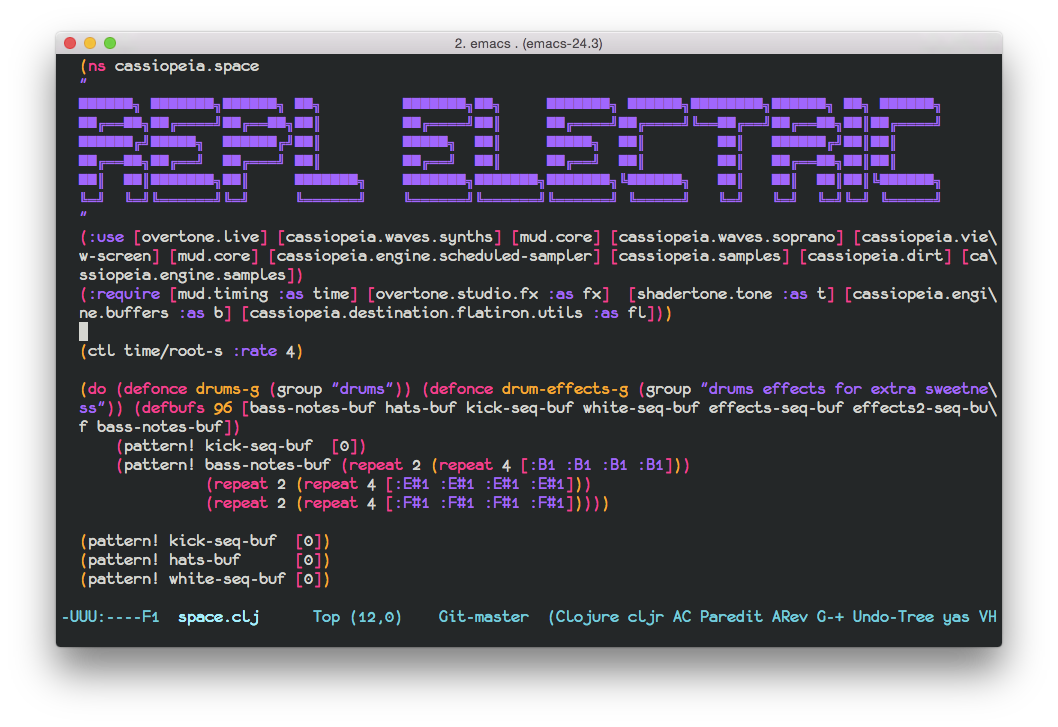 2. emacs . (emacs-24.3)
(ns cassiopeia.space
"
REPL ELECTRIC
"
(:use [overtone.live] [cassiopeia.waves.synths] [mud.core] [cassiopeia.waves.soprano] [cassiopeia.vie\
w-screen] [mud.core] [cassiopeia.engine.scheduled-sampler] [cassiopeia.samples] [cassiopeia.dirt] [ca\
ssiopeia.engine.samples])
(:require [mud.timing :as time] [overtone.studio.fx :as fx]  [shadertone.tone :as t] [cassiopeia.engi\
ne.buffers :as b] [cassiopeia.destination.flatiron.utils :as fl]))
(ctl time/root-s :rate 4)
(do (defonce drums-g (group "drums")) (defonce drum-effects-g (group "drums effects for extra sweetne\
ss")) (defbufs 96 [bass-notes-buf hats-buf kick-seq-buf white-seq-buf effects-seq-buf effects2-seq-bu\
f bass-notes-buf])
(pattern! kick-seq-buf  [0])
(pattern! bass-notes-buf (repeat 2 (repeat 4 [:B1 :B1 :B1 :B1]))
(repeat 2 (repeat 4 [:E#1 :E#1 :E#1 :E#1]))
(repeat 2 (repeat 4 [:F#1 :F#1 :F#1 :F#1]))))
(pattern! kick-seq-buf  [0])
(pattern! hats-buf      [0])
(pattern! white-seq-buf [0])
-UUU:----F1  space.clj      Top (12,0)    Git-master  (Clojure cljr AC Paredit ARev G-+ Undo-Tree yas VH